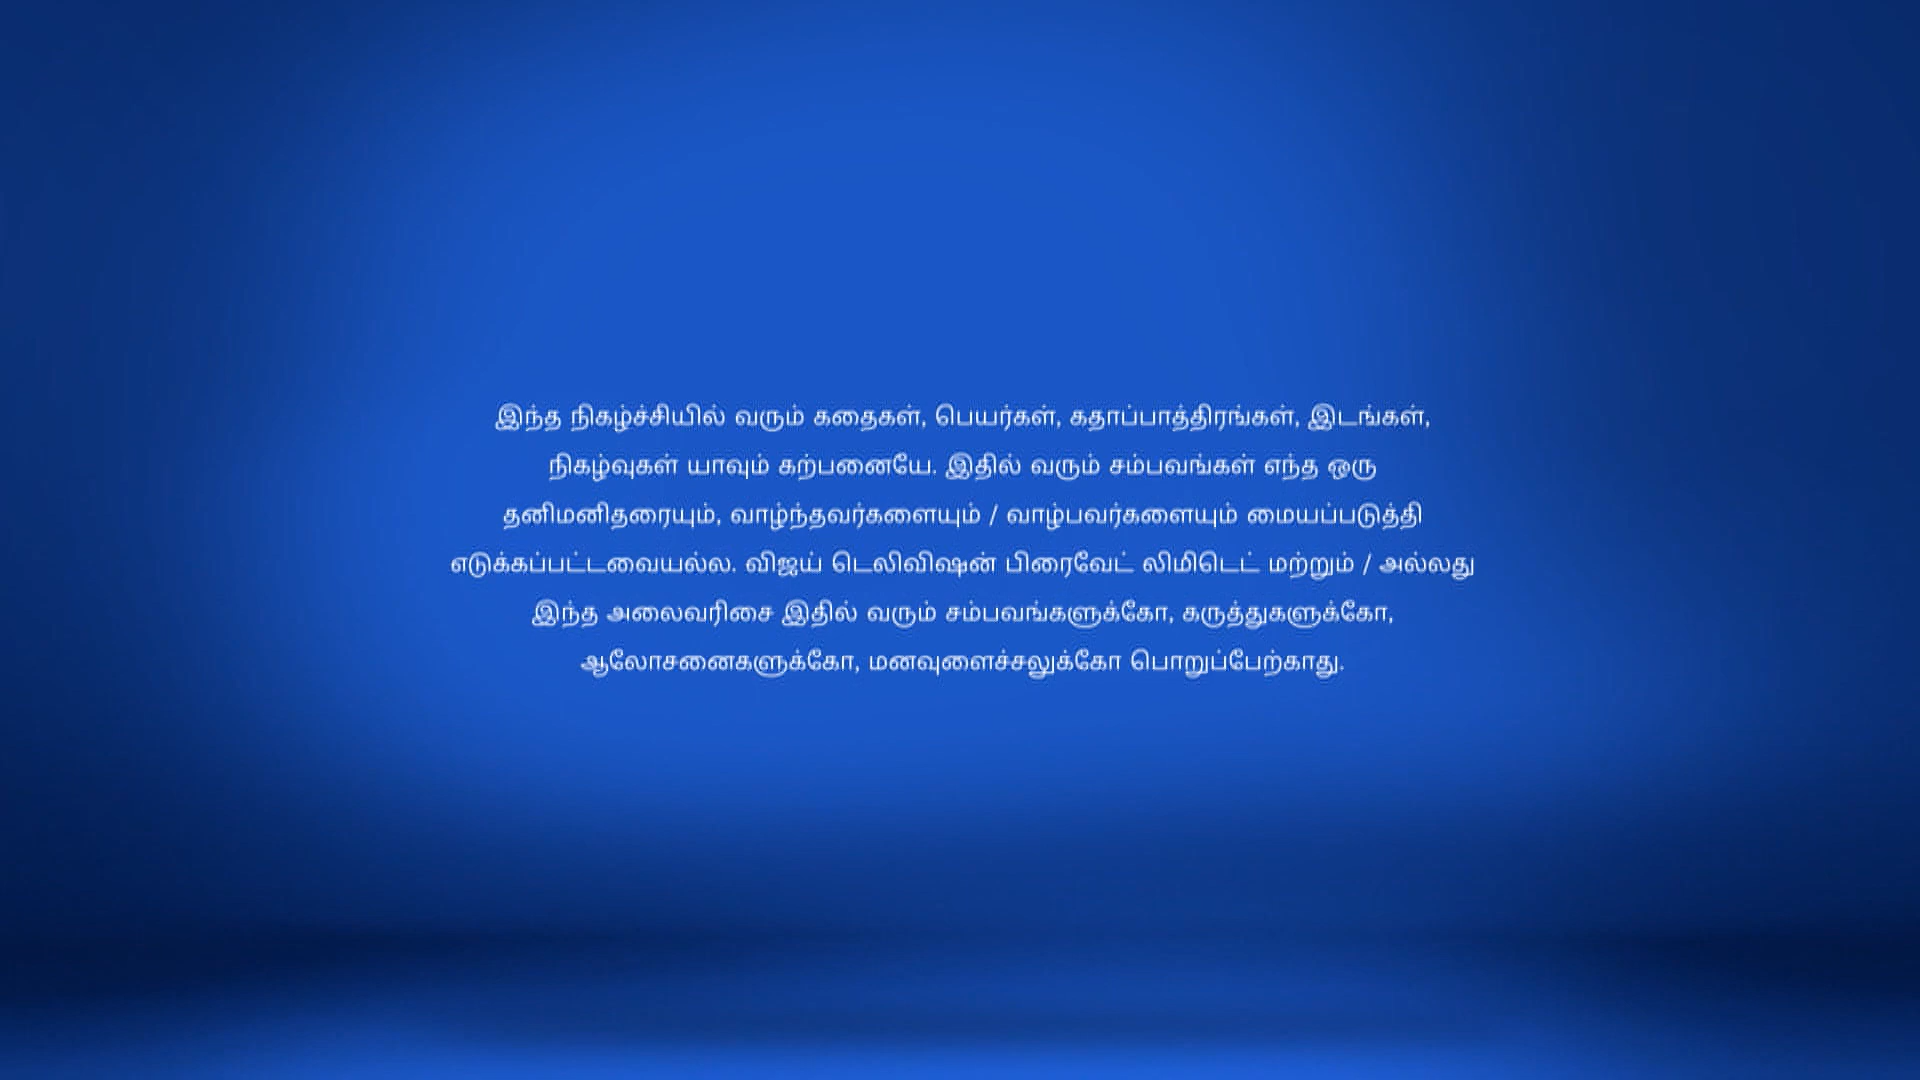 இந்த நிகழ்ச்சியில் வரும் கதைகள், பெயர்கள், கதாப்பாத்திரங்கள், இடங்கள்,
நிகழ்வுகள் யாவும் கற்பனையே. இதில் வரும் சம்பவங்கள் எந்த ஒரு
தனிமனிதரையும், வாழ்ந்தவர்களையும் / வாழ்பவர்களையும் மையப்படுத்தி
எடுக்கப்பட்டவையல்ல. விஜய் டெலிவிஷன் பிரைவேட் லிமிடெட் மற்றும் / அல்லது
இந்த அலைவரிசை இதில் வரும் சம்பவங்களுக்கோ, கருத்துகளுக்கோ,
ஆலோசனைகளுக்கோ, மனவுளைச்சலுக்கோ பொறுப்பேற்காது.